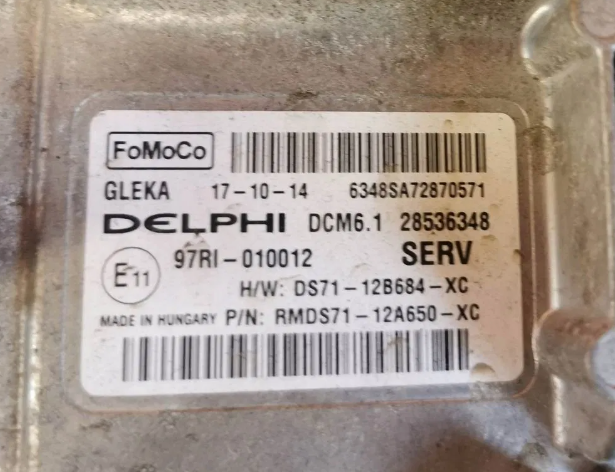 FoMoCo
GLEKA 17-10-14 6348SA72870571
DELPHI DCM6.1 28536348
E11 97RI-010012 SERV
H/W: DS71-12B684-XC
MADE IN HUNGARY P/N: RMDS71-12A650-XC